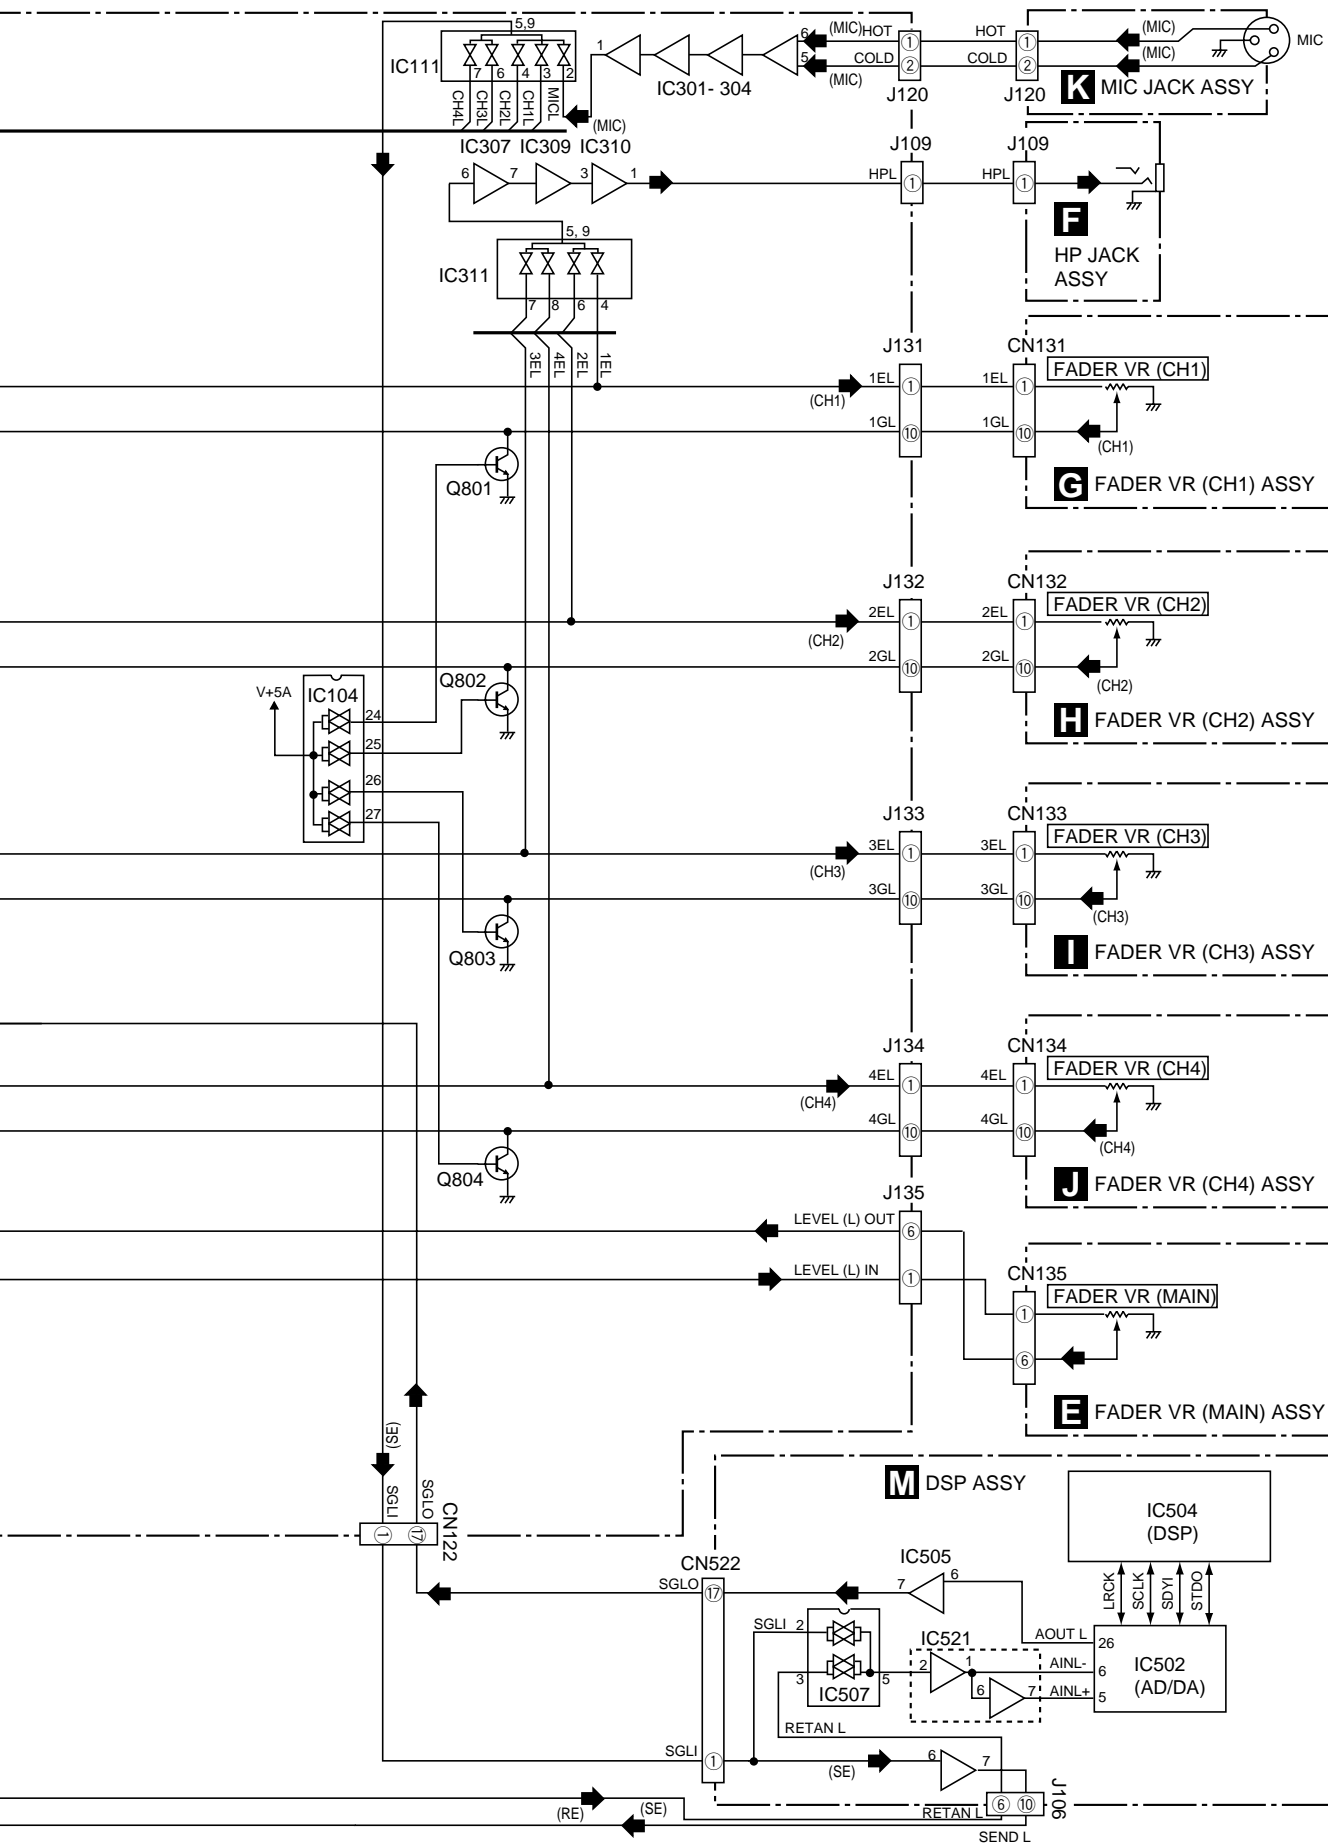 5,9
IC111
7 6 4 3 2
CH4L CH3L CH2L CH1L MICL
1
(MIC)
IC301- 304
6 (MIC) HOT 1
5 COLD 2
(MIC)
J120
HOT 1
COLD 2
J120
(MIC)
(MIC)
MIC
K MIC JACK ASSY
IC307 IC309 IC310
6 7 3 1
J109
HPL 1
J109
HPL 1
F
HP JACK
ASSY
5, 9
IC311
7 8 6 4
3EL 4EL 2EL 1EL
J131
1EL 1
(CH1)
1GL 10
CN131
1EL 1
1GL 10
FADER VR (CH1)
(CH1)
G FADER VR (CH1) ASSY
Q801
J132
2EL 1
(CH2)
2GL 10
CN132
2EL 1
2GL 10
FADER VR (CH2)
(CH2)
H FADER VR (CH2) ASSY
Q802
V+5A
IC104
24
25
26
27
J133
3EL 1
(CH3)
3GL 10
CN133
3EL 1
3GL 10
FADER VR (CH3)
(CH3)
I FADER VR (CH3) ASSY
Q803
J134
4EL 1
(CH4)
4GL 10
CN134
4EL 1
4GL 10
FADER VR (CH4)
(CH4)
J FADER VR (CH4) ASSY
Q804
J135
LEVEL (L) OUT 6
LEVEL (L) IN 1
CN135
1
6
FADER VR (MAIN)
E FADER VR (MAIN) ASSY
(SE)
SGLI SGLO
1 17
CN122
M DSP ASSY
IC504
(DSP)
LRCK SCLK SDYI STDO
CN522
SGLO 17
IC505
7 6
SGLI 2
3 5
IC507
IC521
2 1
6 7
AOUT L 26
AINL- 6
AINL+ 5
IC502
(AD/DA)
RETAN L
SGLI 1
(SE)
6 7
J106
6 10
(RE)
(SE)
RETAN L
SEND L